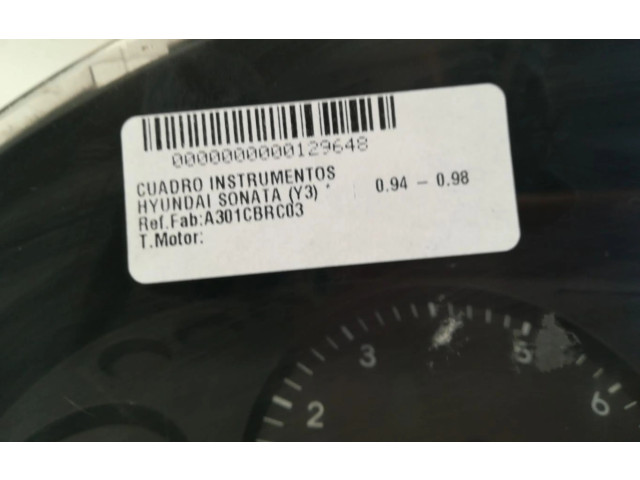 0000000000129648
CUADRO INSTRUMENTOS
HYUNDAI SONATA (Y3) * 0.94 - 0.98
Ref.Fab:A301CBRC03
T.Motor:
2 3 5 6